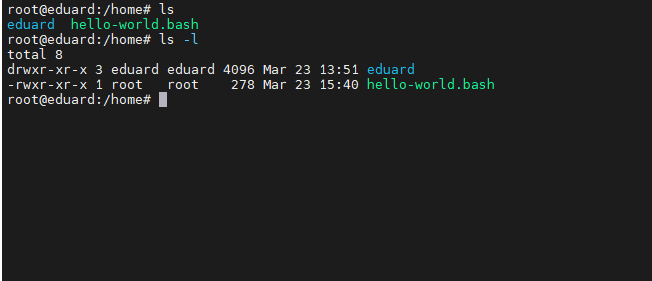 root@eduard:/home# ls
eduard  hello-world.bash
root@eduard:/home# ls -l
total 8
drwxr-xr-x 3 eduard eduard 4096 Mar 23 13:51 eduard
-rwxr-xr-x 1 root   root    278 Mar 23 15:40 hello-world.bash
root@eduard:/home#